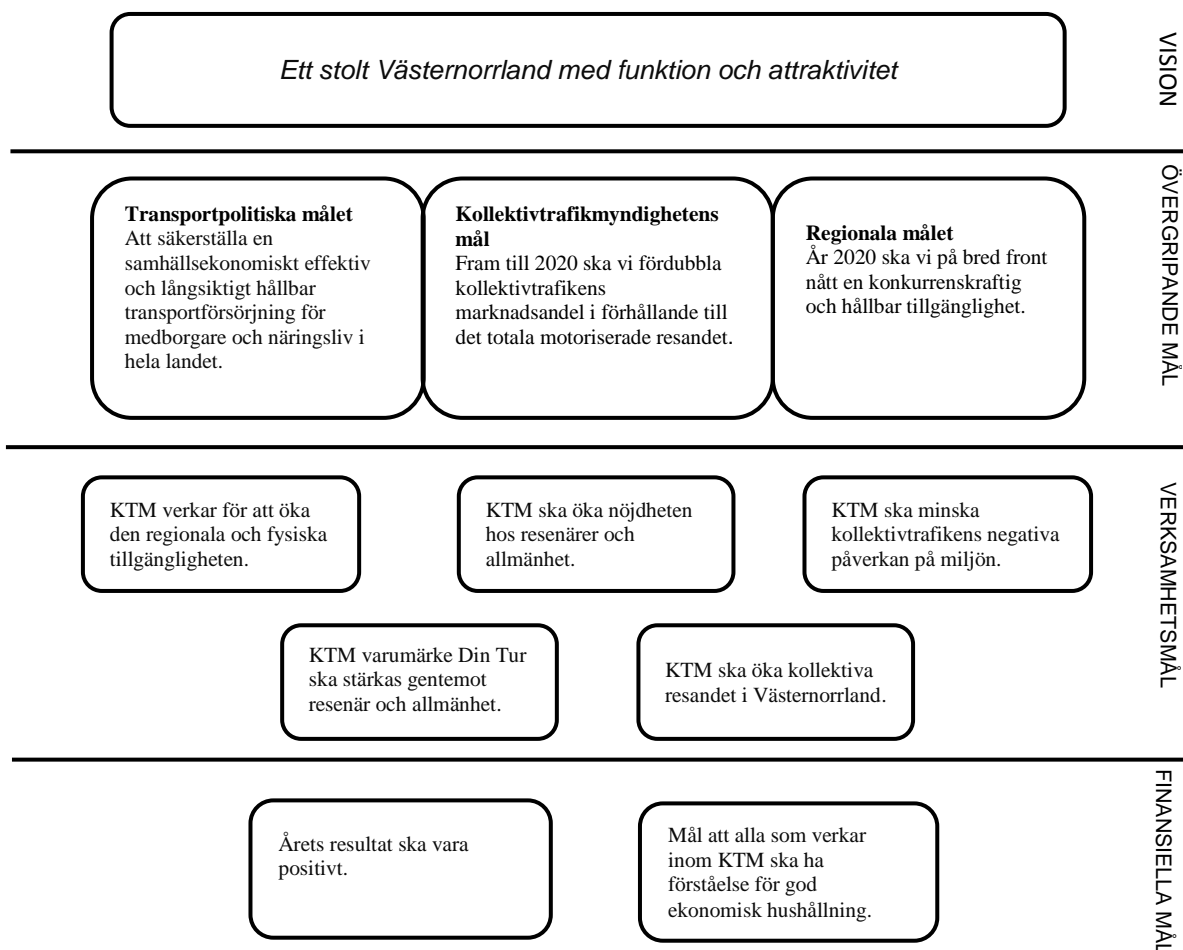 Ett stolt Västernorrland med funktion och attraktivitet
VISION
Transportpolitiska målet
Att säkerställa en
samhällsekonomiskt effektiv
och långsiktigt hållbar
transportförsörjning för
medborgare och näringsliv i
hela landet.
Kollektivtrafikmyndighetens
mål
Fram till 2020 ska vi fördubbla
kollektivtrafikens
marknadsandel i förhållande till
det totala motoriserade resandet.
Regionala målet
År 2020 ska vi på bred front
nått en konkurrenskraftig
och hållbar tillgänglighet.
ÖVERGRIPANDE MÅL
KTM verkar för att öka
den regionala och fysiska
tillgängligheten.
KTM ska öka nöjdheten
hos resenärer och
allmänhet.
KTM ska minska
kollektivtrafikens negativa
påverkan på miljön.
KTM varumärke Din Tur
ska stärkas gentemot
resenär och allmänhet.
KTM ska öka kollektiva
resandet i Västernorrland.
VERKSAMHETSMÅL
Årets resultat ska vara
positivt.
Mål att alla som verkar
inom KTM ska ha
förståelse för god
ekonomisk hushållning.
FINANSIELLA MÅL